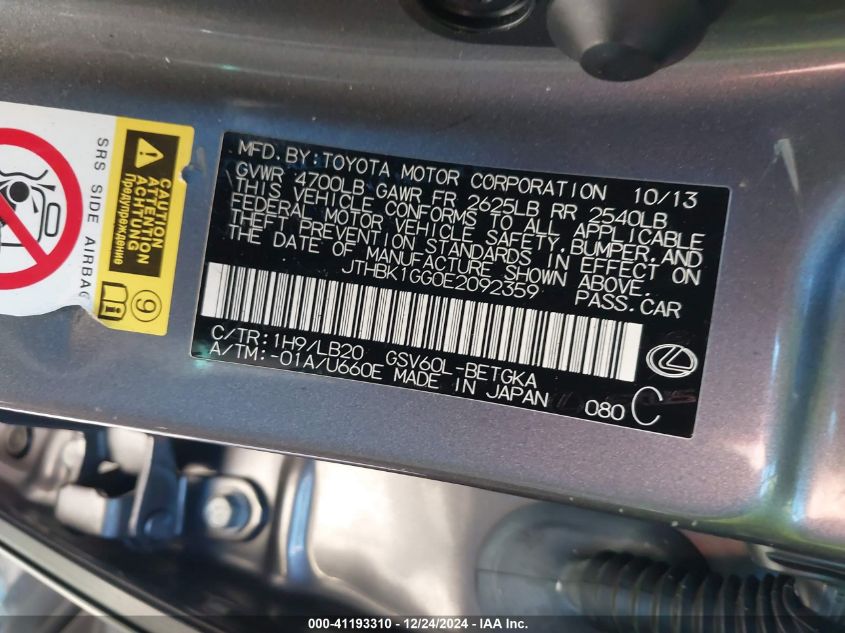 SRS SIDE AIRBAG
ATTENTION
ACHTUNG
Предупреждение
9
MFD. BY: TOYOTA MOTOR CORPORATION 10/13
GVWR 4700LB GAWR FR 2625LB RR 2540LB
THIS VEHICLE CONFORMS TO ALL APPLICABLE
FEDERAL MOTOR VEHICLE SAFETY, BUMPER, AND
THEFT PREVENTION STANDARDS IN EFFECT ON
THE DATE OF MANUFACTURE SHOWN ABOVE.
JTHBK1GG0E2092359 PASS. CAR
C/TR: 1H9/LB20 GSV60L-BETGKA
A/TM: -01A/U660E MADE IN JAPAN
080 C
000-41193310 - 12/24/2024 - IAA Inc.